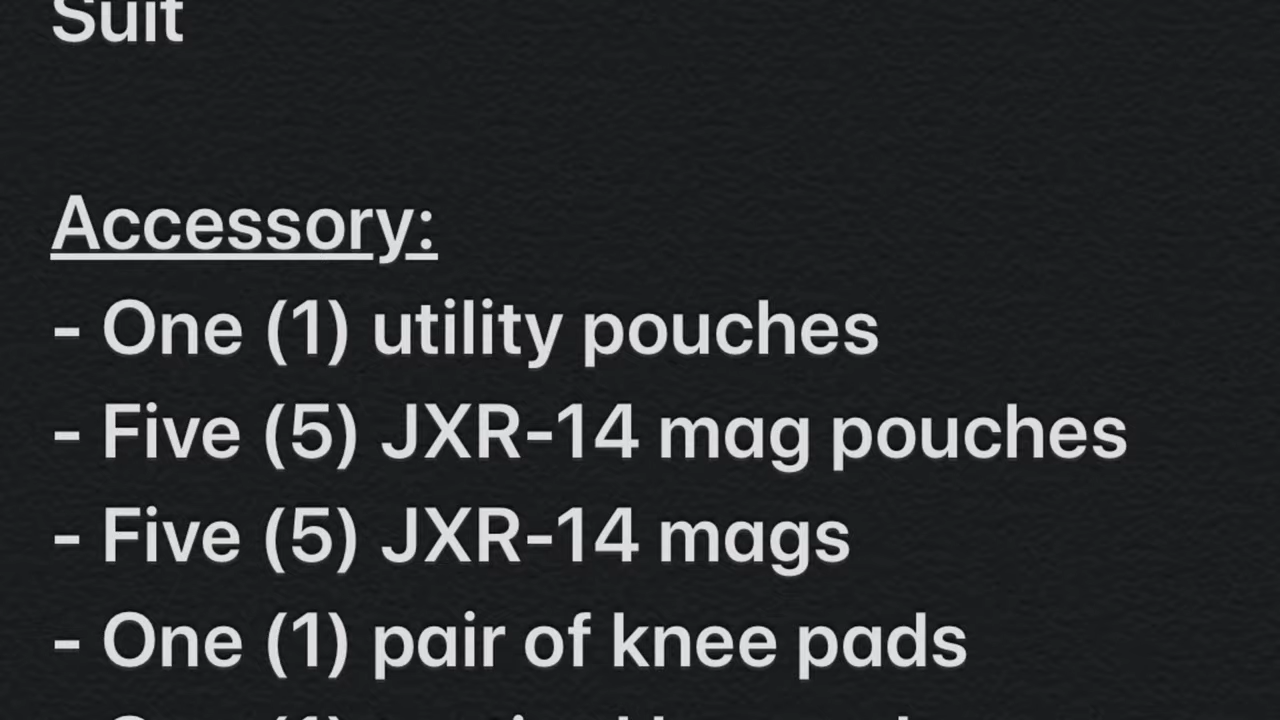 Suit
Accessory:
- One (1) utility pouches
- Five (5) JXR-14 mag pouches
- Five (5) JXR-14 mags
- One (1) pair of knee pads